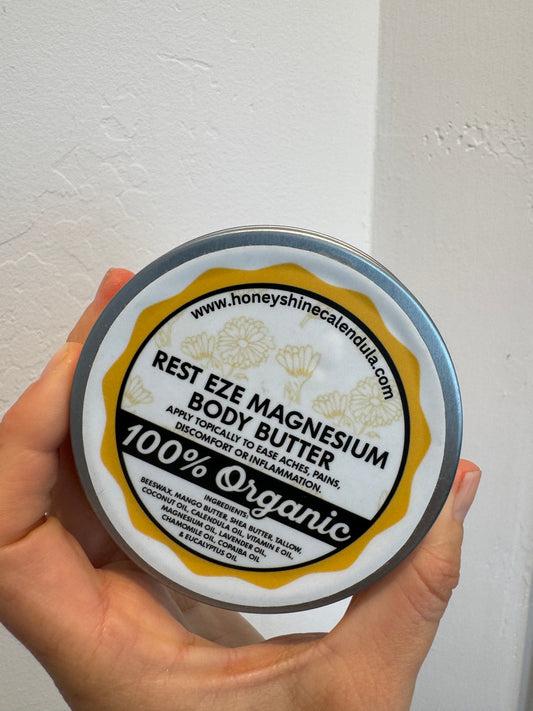 www.honeyshinecalendula.com
REST EZE MAGNESIUM
BODY BUTTER
APPLY TOPICALLY TO EASE ACHES, PAINS,
DISCOMFORT OR INFLAMMATION.
100% Organic
INGREDIENTS:
BEESWAX, MANGO BUTTER, SHEA BUTTER, TALLOW,
COCONUT OIL, CALENDULA OIL, VITAMIN E OIL,
MAGNESIUM OIL, LAVENDER OIL,
CHAMOMILE OIL, COPAIBA OIL
& EUCALYPTUS OIL